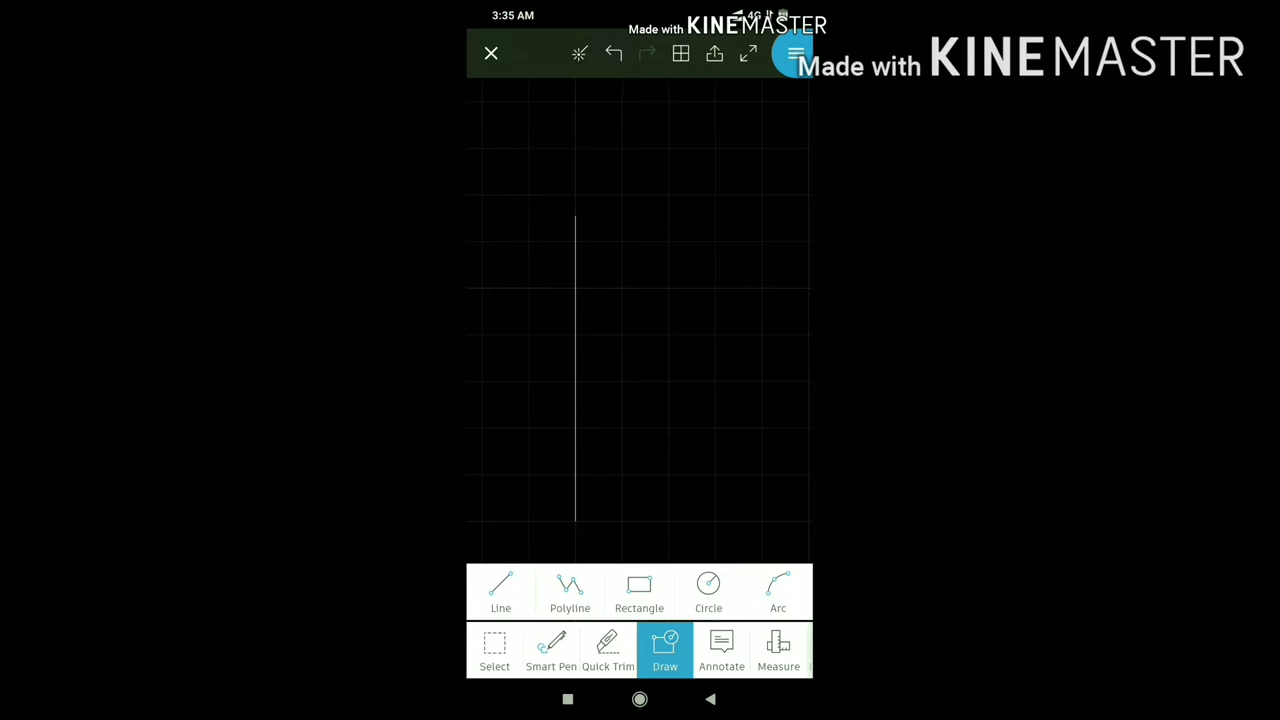 3:35 AM
4G
Made with KINEMASTER
Made with KINEMASTER
Line
Polyline
Rectangle
Circle
Arc
Select
Smart Pen
Quick Trim
Draw
Annotate
Measure